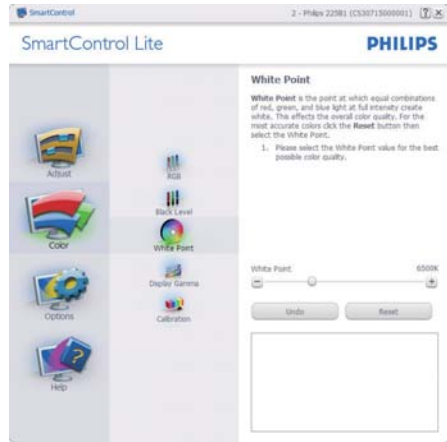 SmartControl
2 - Philips 225B1 (CS30715000001)
SmartControl Lite
PHILIPS
Adjust
Color
Options
Help
RGB
Black Level
White Point
Display Gamma
Calibration
White Point
White Point is the point at which equal combinations
of red, green, and blue light at full intensity create
white. This effects the overall color quality. For the
most accurate colors click the Reset button then
select the White Point value.
1. Please select the White Point value for the best
possible color quality.
White Point
6500K
Undo
Reset